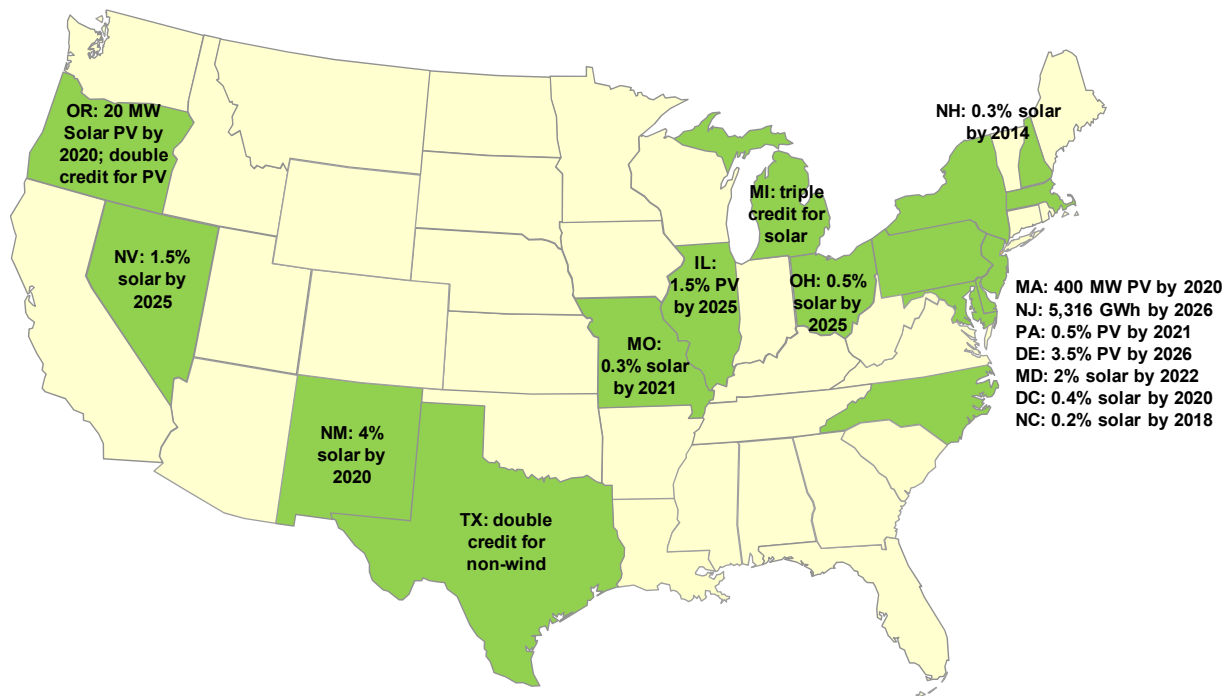 OR: 20 MW
Solar PV by
2020; double
credit for PV
NH: 0.3% solar
by 2014
MI: triple
credit for
solar
NV: 1.5%
solar by
2025
IL:
1.5% PV
by 2025
OH: 0.5%
solar by
2025
MA: 400 MW PV by 2020
NJ: 5,316 GWh by 2026
PA: 0.5% PV by 2021
DE: 3.5% PV by 2026
MD: 2% solar by 2022
DC: 0.4% solar by 2020
NC: 0.2% solar by 2018
MO:
0.3% solar
by 2021
NM: 4%
solar by
2020
TX: double
credit for
non-wind